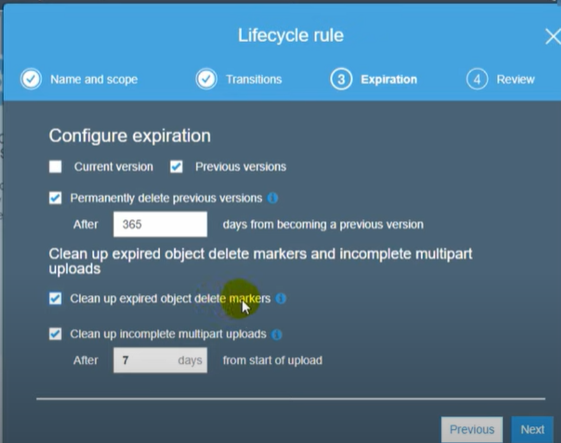 Lifecycle rule
Name and scope
Transitions
3 Expiration
4 Review
Configure expiration
Current version
Previous versions
Permanently delete previous versions
After 365 days from becoming a previous version
Clean up expired object delete markers and incomplete multipart
uploads
Clean up expired object delete markers
Clean up incomplete multipart uploads
After 7 days from start of upload
Previous
Next